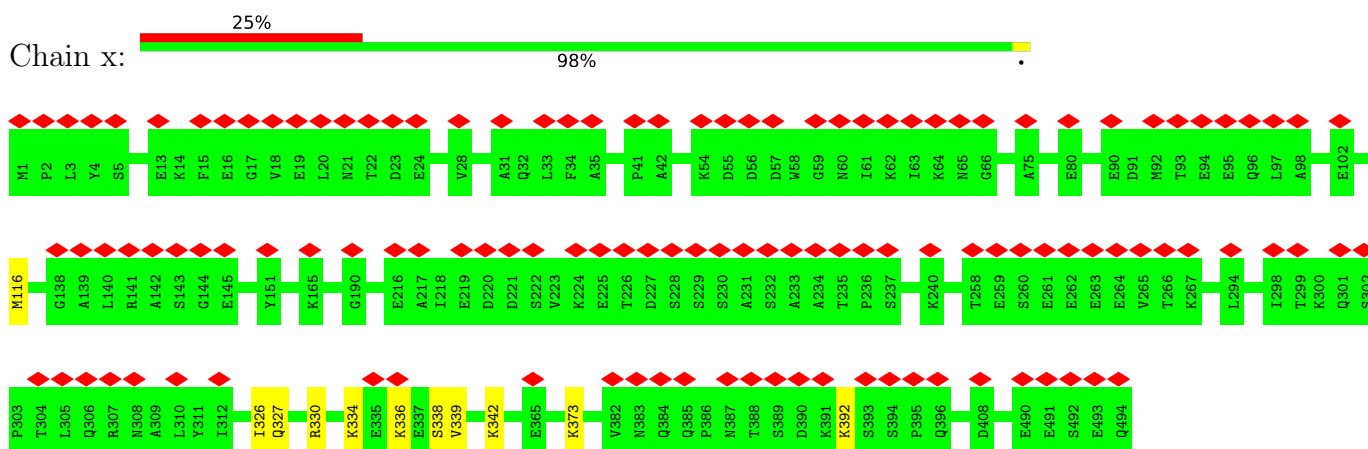 25%
Chain x:
98%
•
M1 P2 L3 Y4 S5 E13 K14 F15 E16 G17 V18 E19 L20 N21 T22 D23 E24 V28 A31 Q32 L33 F34 A35 P41 A42 K54 D55 D56 D57 W58 G59 N60 I61 K62 I63 K64 N65 G66 A75 E80 E90 D91 M92 T93 E94 E95 Q96 L97 A98 E102
M116 G138 A139 L140 R141 A142 S143 G144 E145 Y151 K165 G190 E216 A217 I218 E219 D220 D221 S222 V223 K224 E225 T226 D227 S228 S229 S230 A231 S232 A233 A234 T235 P236 S237 K240 T258 E259 S260 E261 E262 E263 E264 V265 T266 K267 L294 I298 T299 K300 Q301 S302
P303 T304 L305 Q306 R307 N308 A309 L310 Y311 I312 I326 Q327 R330 K334 E335 K336 E337 S338 V339 K342 E365 K373 V382 N383 Q384 Q385 P386 N387 T388 S389 D390 K391 K392 S393 S394 P395 Q396 D408 E490 E491 S492 E493 Q494